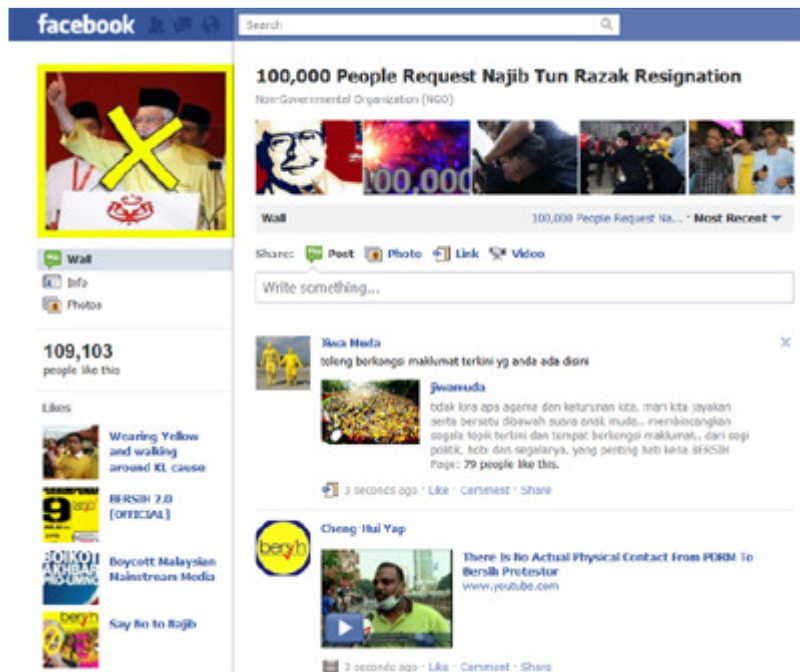 facebook
Search
100,000 People Request Najib Tun Razak Resignation
Non-Governmental Organization (NGO)
100,000
Wall
100,000 People Request Na... · Most Recent
Share: Post Photo Link Video
Write something...
Wall
Info
Photos
109,103
people like this
Likes
Wearing Yellow
and walking
around KL cause
9
BERSIH 2.0
[OFFICIAL]
BOIKOT
AKHBAR
PRO-UMNO
Boycott Malaysian
Mainstream Media
Say No to Najib
Jiwa Muda
tolong berkongsi maklumat terkini yg anda ada disini
jiwamuda
tidak kira apa agama dan keturunan kita, mari kita jayakan
serta bersatu dibawah suara anak muda.. membincangkan
segala topik terkini dan tempat berkongsi maklumat.. dari segi
politik, hobi dan segalanya, yang penting hati kena BERSIH
Page: 79 people like this.
3 seconds ago · Like · Comment · Share
Cheng-Hui Yap
There Is No Actual Physical Contact From PDRM To
Bersih Protestor
www.youtube.com
3 seconds ago · Like · Comment · Share